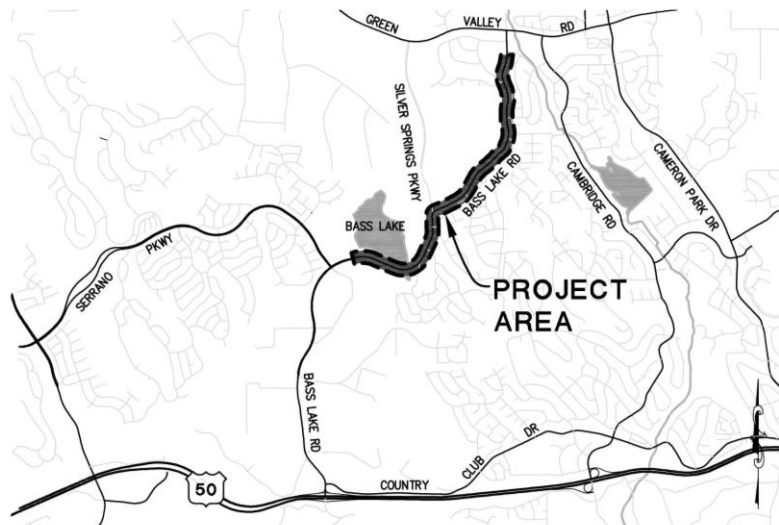 GREEN VALLEY RD
SILVER SPRINGS PKWY
BASS LAKE RD
CAMBRIDGE RD
CAMERON PARK DR
BASS LAKE
SERRANO PKWY
PROJECT
AREA
BASS LAKE RD
COUNTRY CLUB DR
50